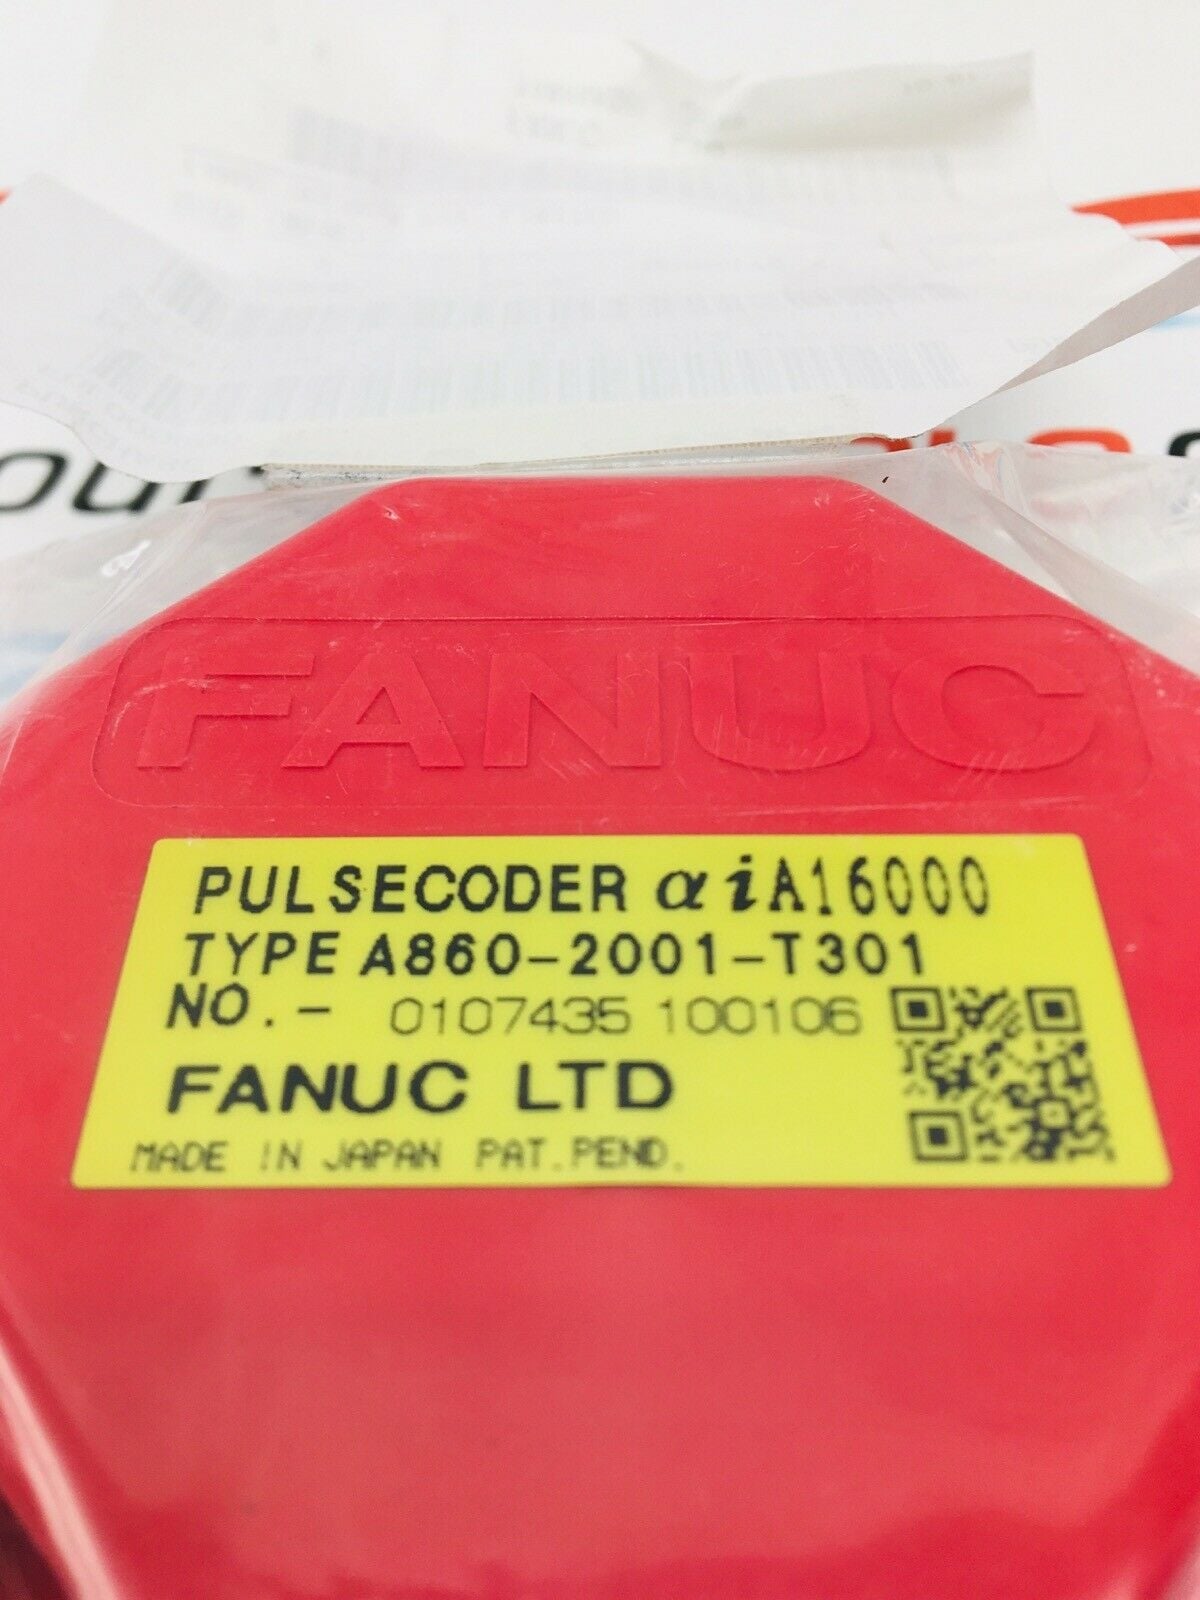 FANUC
PULSECODER αiA16000
TYPE A860-2001-T301
NO.- 0107435 100106
FANUC LTD
MADE IN JAPAN PAT.PEND.